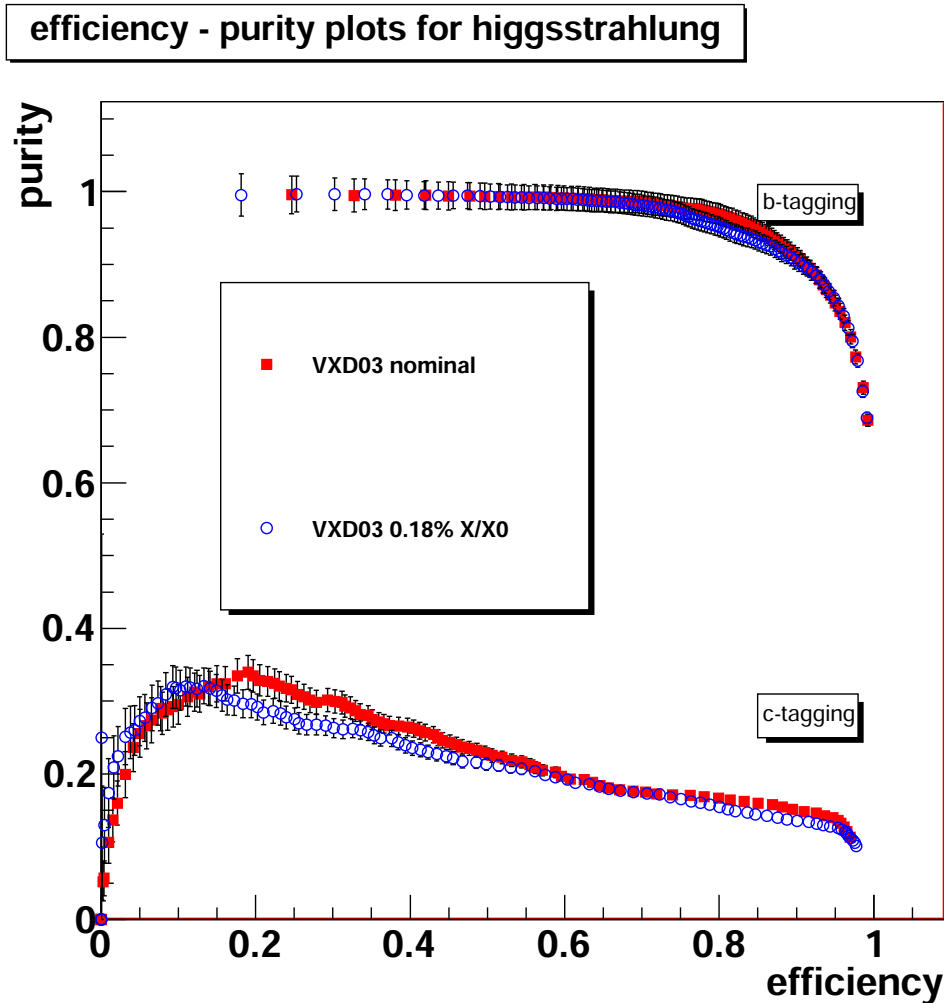 efficiency - purity plots for higgsstrahlung
purity
1
b-tagging
0.8
VXD03 nominal
0.6
VXD03 0.18% X/X0
0.4
c-tagging
0.2
0
0 0.2 0.4 0.6 0.8 1
efficiency